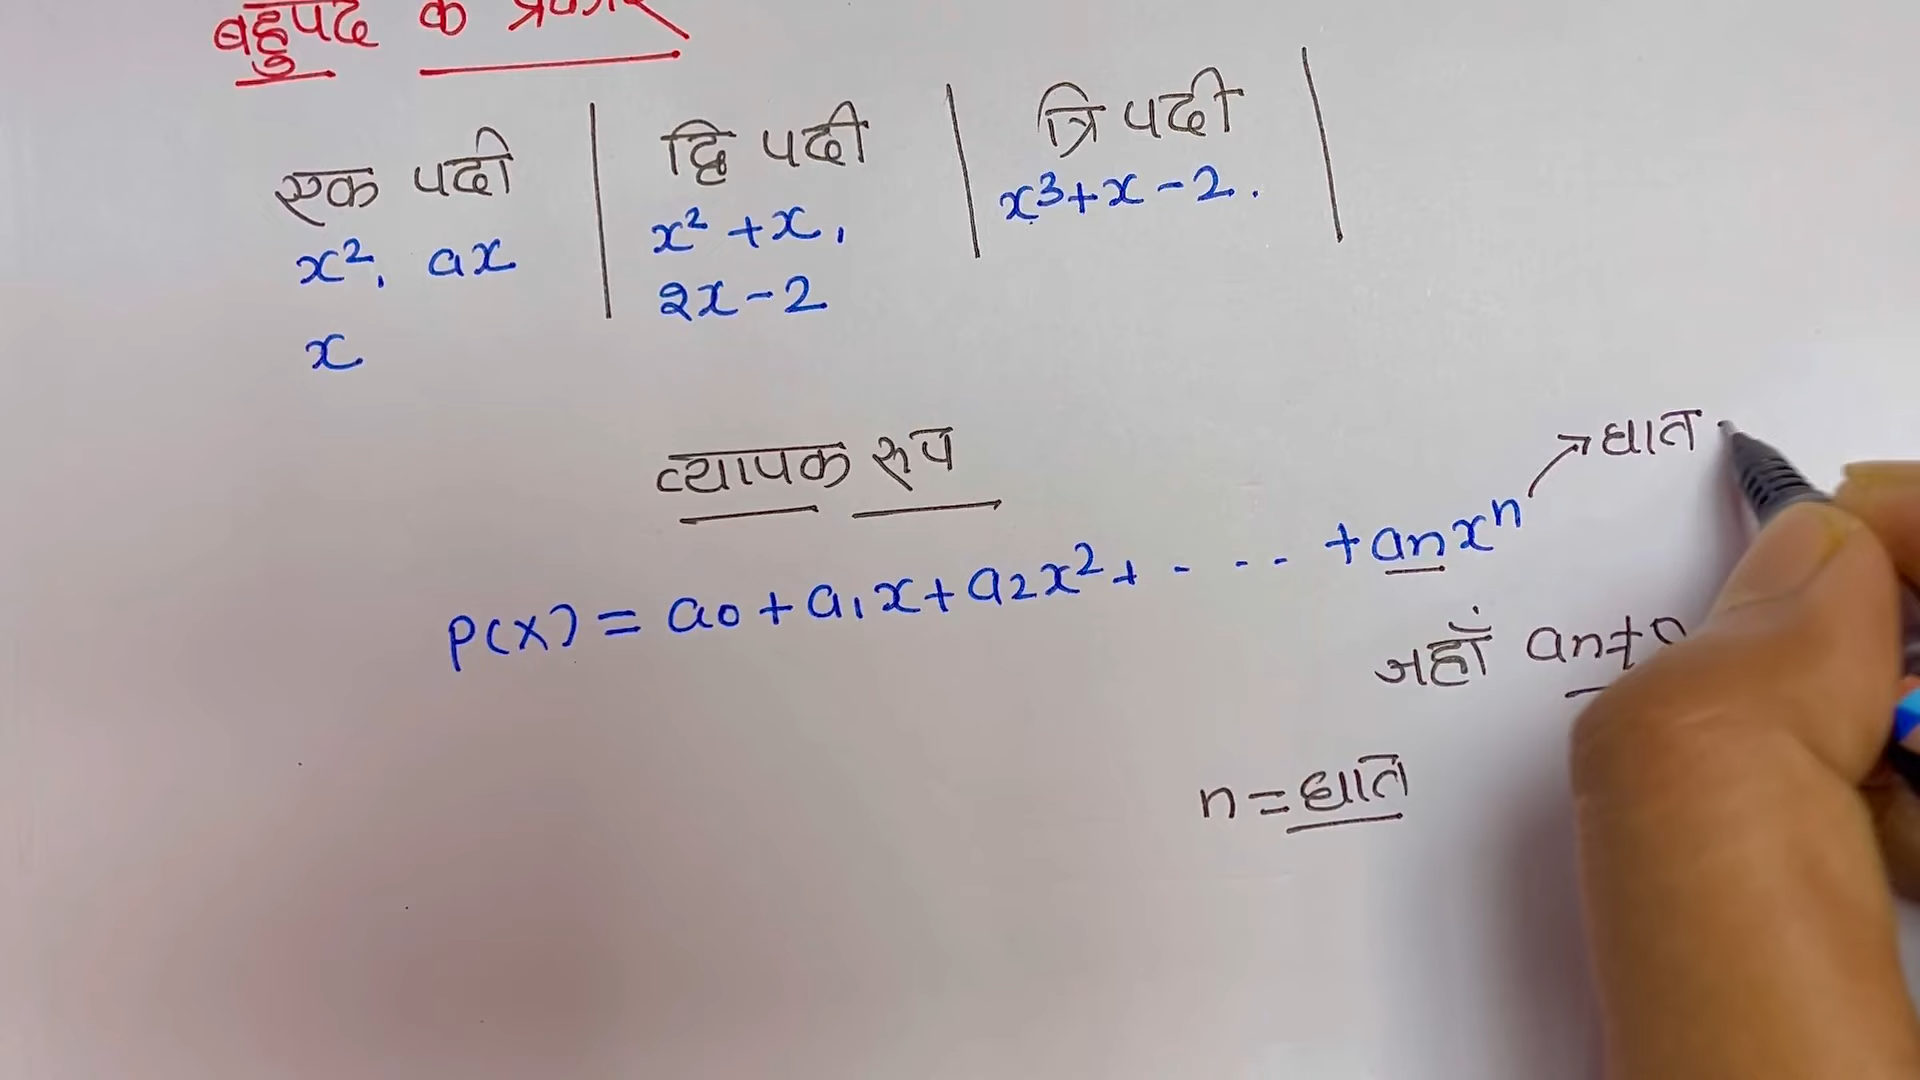 बहुपद के प्रकार
एक पदी | द्वि पदी | त्रि पदी |
x², ax | x² + x, | x³+x-2.
x | 2x-2
व्यापक रूप
→ घात
P(x) = a₀ + a₁x + a₂x² + - - - + aₙxⁿ
जहाँ aₙ≠0
n = घात